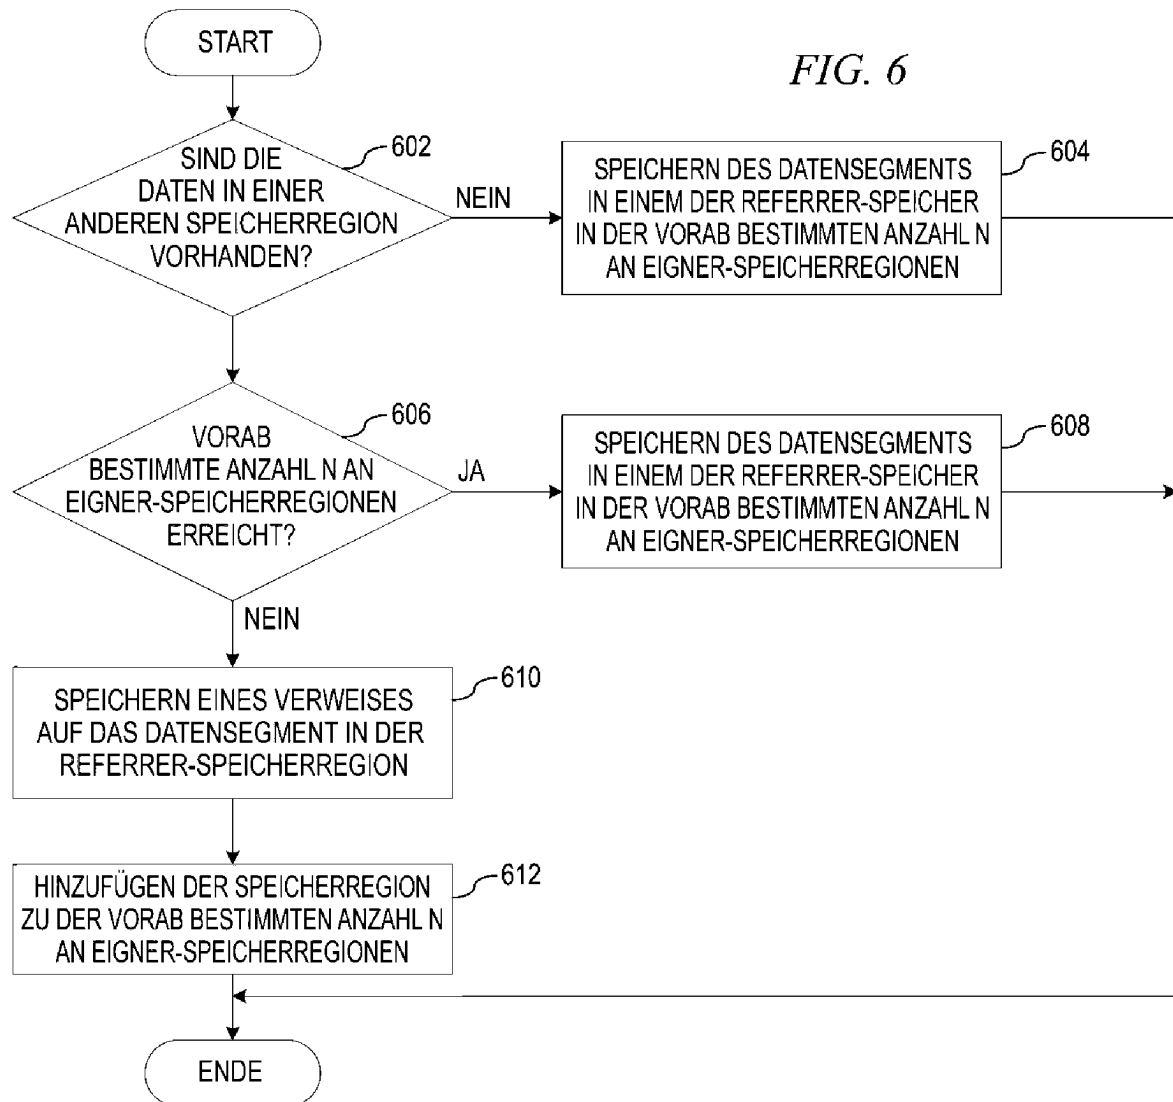 START
FIG. 6
SIND DIE
DATEN IN EINER
ANDEREN SPEICHERREGION
VORHANDEN?
602
NEIN
SPEICHERN DES DATENSEGMENTS
IN EINEM DER REFERRER-SPEICHER
IN DER VORAB BESTIMMTEN ANZAHL N
AN EIGNER-SPEICHERREGIONEN
604
VORAB
BESTIMMTE ANZAHL N AN
EIGNER-SPEICHERREGIONEN
ERREICHT?
606
JA
SPEICHERN DES DATENSEGMENTS
IN EINEM DER REFERRER-SPEICHER
IN DER VORAB BESTIMMTEN ANZAHL N
AN EIGNER-SPEICHERREGIONEN
608
NEIN
SPEICHERN EINES VERWEISES
AUF DAS DATENSEGMENT IN DER
REFERRER-SPEICHERREGION
610
HINZUFÜGEN DER SPEICHERREGION
ZU DER VORAB BESTIMMTEN ANZAHL N
AN EIGNER-SPEICHERREGIONEN
612
ENDE